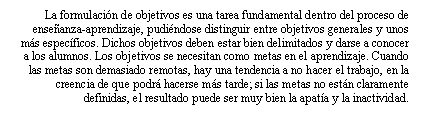 La formulación de objetivos es una tarea fundamental dentro del proceso de
enseñanza-aprendizaje, pudiéndose distinguir entre objetivos generales y unos
más específicos. Dichos objetivos deben estar bien delimitados y darse a conocer
a los alumnos. Los objetivos se necesitan como metas en el aprendizaje. Cuando
las metas son demasiado remotas, hay una tendencia a no hacer el trabajo, en la
creencia de que podrá hacerse más tarde; si las metas no están claramente
definidas, el resultado puede ser muy bien la apatía y la inactividad.